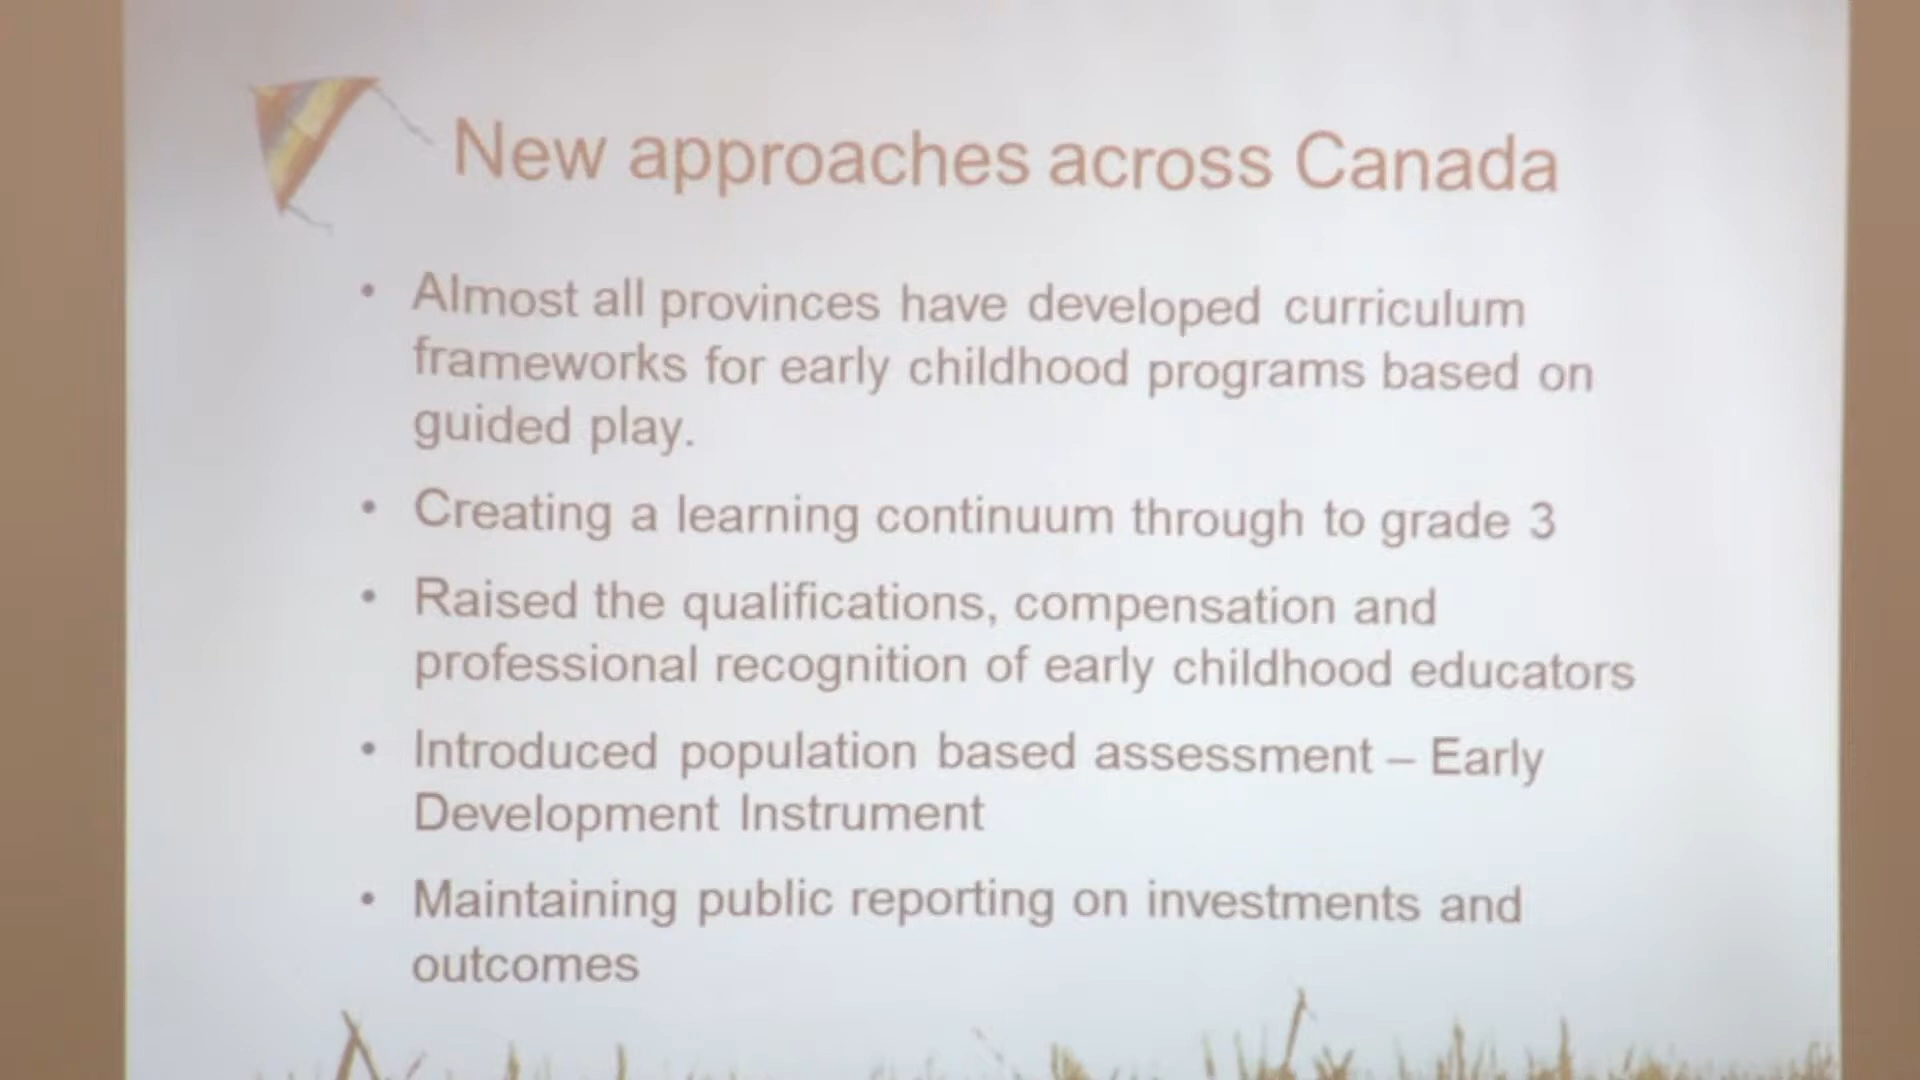 New approaches across Canada
• Almost all provinces have developed curriculum
frameworks for early childhood programs based on
guided play.
• Creating a learning continuum through to grade 3
• Raised the qualifications, compensation and
professional recognition of early childhood educators
• Introduced population based assessment – Early
Development Instrument
• Maintaining public reporting on investments and
outcomes